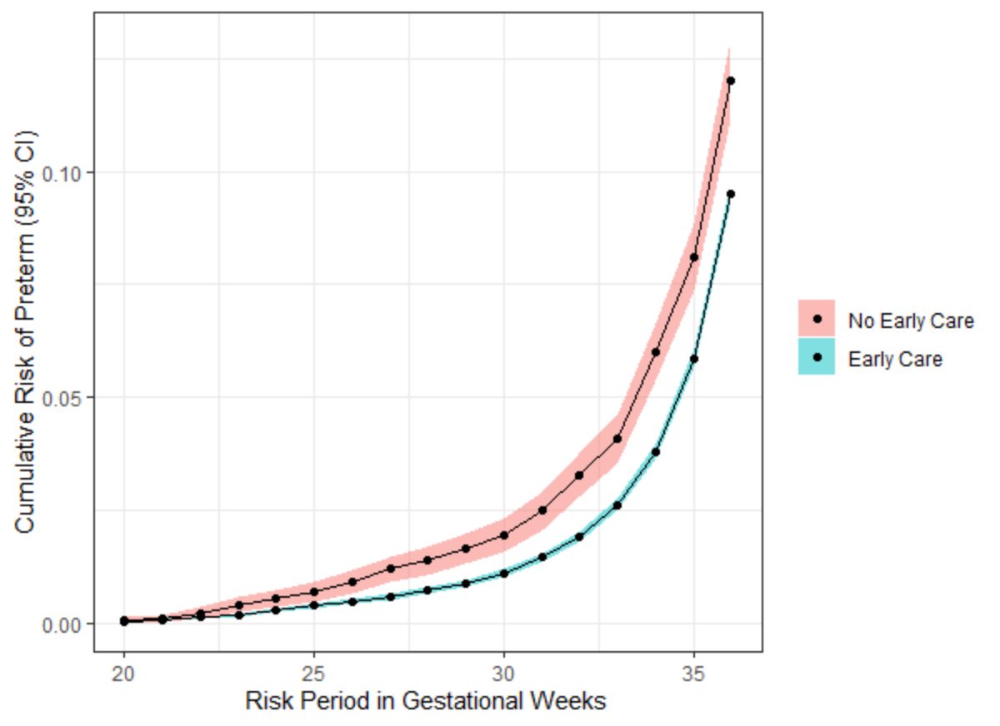 Cumulative Risk of Preterm (95% CI)
0.10
0.05
0.00
20 25 30 35
Risk Period in Gestational Weeks
No Early Care
Early Care